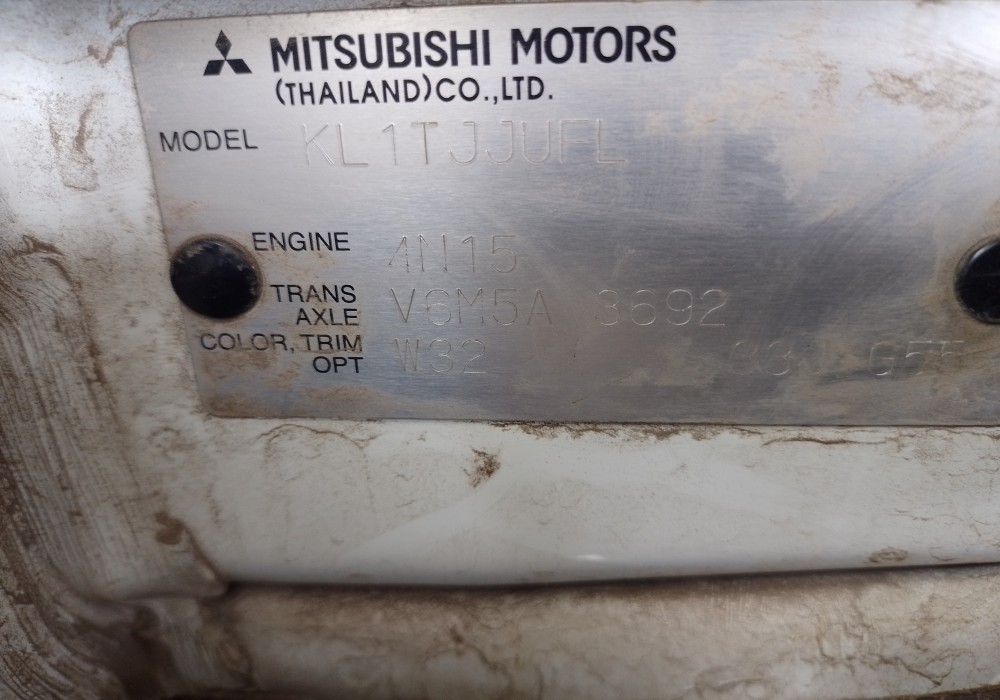 MITSUBISHI MOTORS
(THAILAND)CO.,LTD.
MODEL KL1TJJUFL
ENGINE 4N15
TRANS AXLE V6M5A 3692
COLOR, TRIM OPT W32